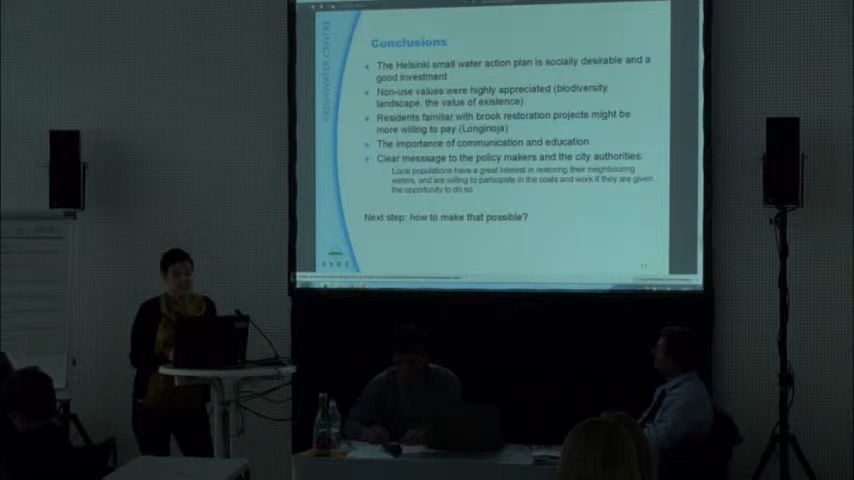 FRESHWATER CENTRE
Conclusions
The Helsinki small water action plan is socially desirable and a
good investment
Non-use values were highly appreciated (biodiversity,
landscape, the value of existence)
Residents familiar with brook restoration projects might be
more willing to pay (Longinoja)
The importance of communication and education
Clear messsage to the policy makers and the city authorities:
Local populations have a great interest in restoring their neighbouring
waters, and are willing to participate in the costs and work if they are given
the opportunity to do so
Next step: how to make that possible?
SYKE